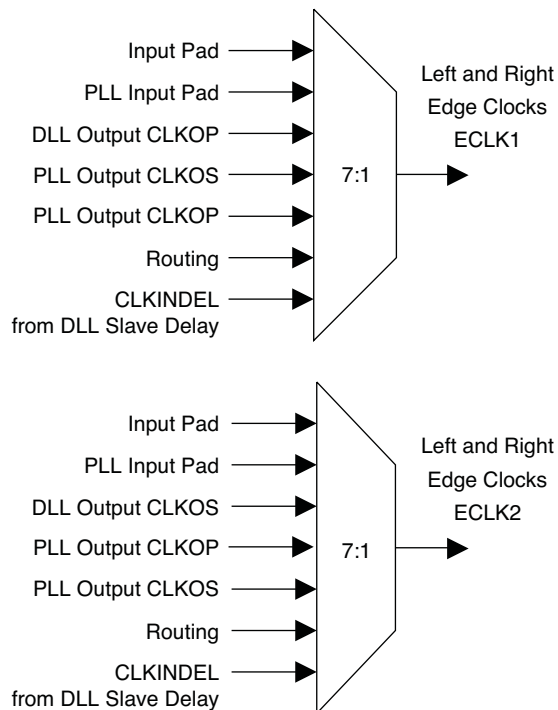 Input Pad
PLL Input Pad
DLL Output CLKOP
PLL Output CLKOS
PLL Output CLKOP
Routing
CLKINDEL
from DLL Slave Delay
7:1
Left and Right
Edge Clocks
ECLK1
Input Pad
PLL Input Pad
DLL Output CLKOS
PLL Output CLKOP
PLL Output CLKOS
Routing
CLKINDEL
from DLL Slave Delay
7:1
Left and Right
Edge Clocks
ECLK2